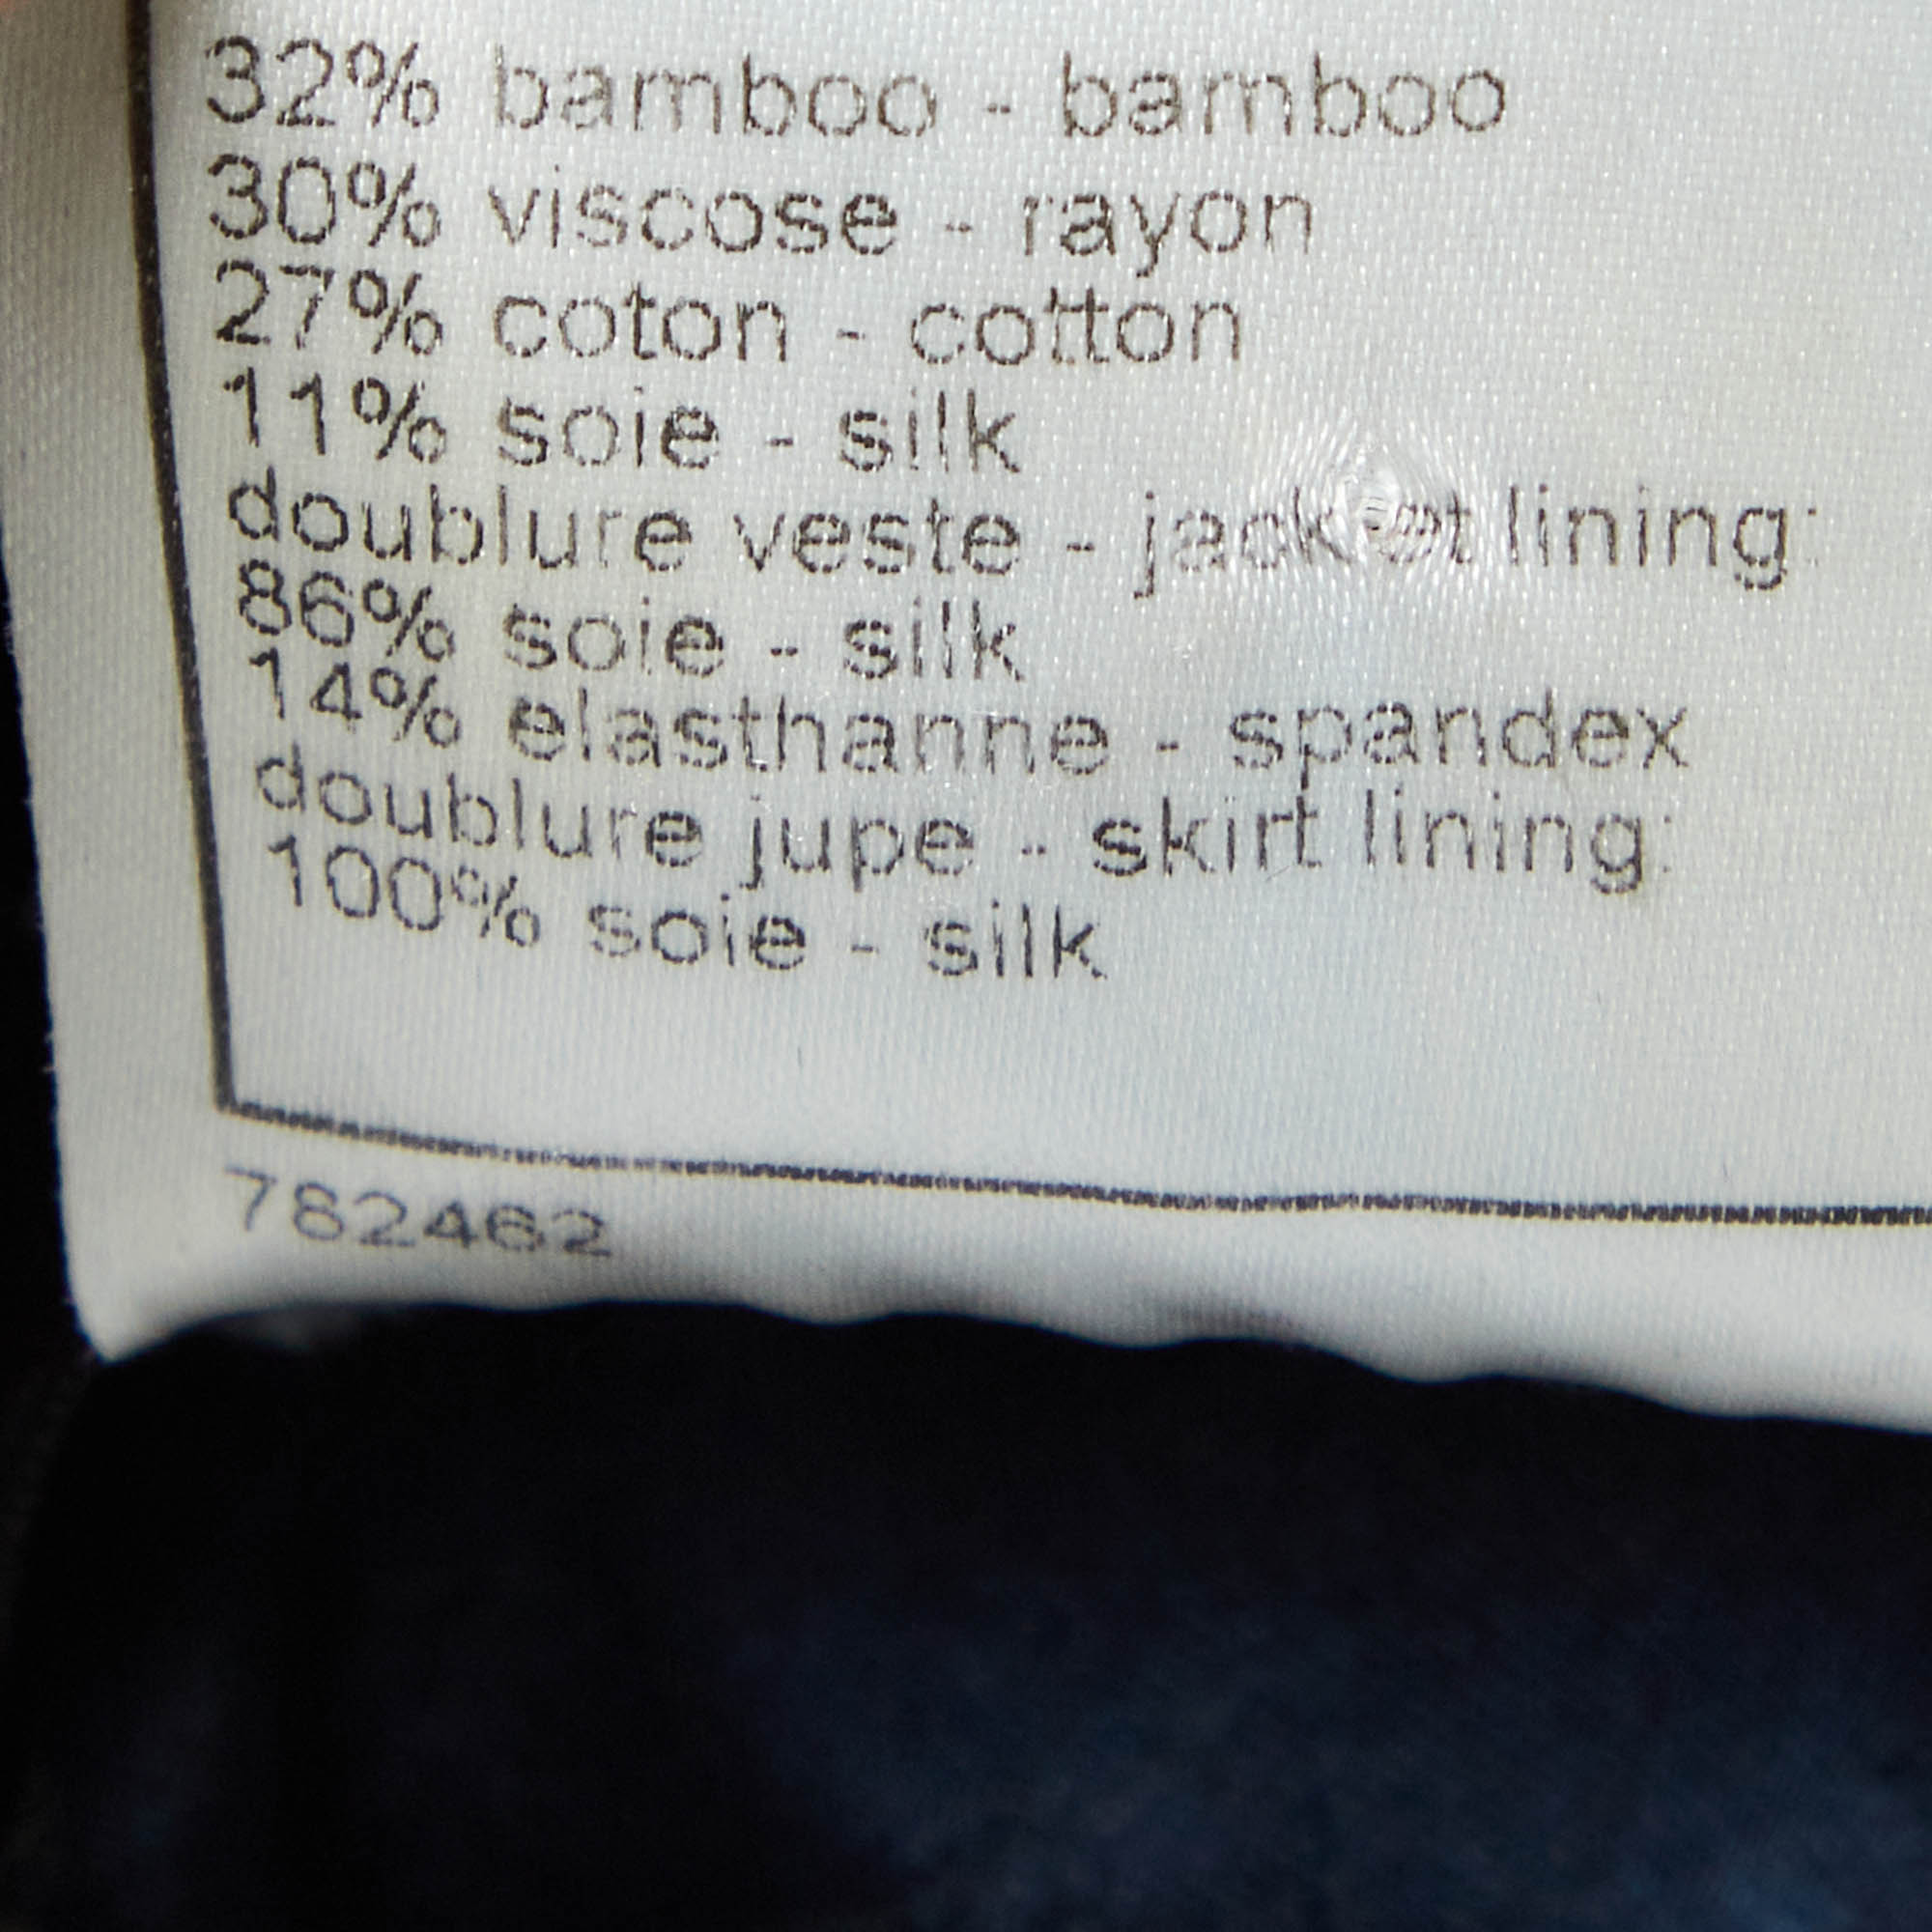 32% bamboo - bamboo
30% viscose - rayon
27% coton - cotton
11% soie - silk
doublure veste - jacket lining:
86% soie - silk
14% elasthanne - spandex
doublure jupe - skirt lining:
100% soie - silk
782462